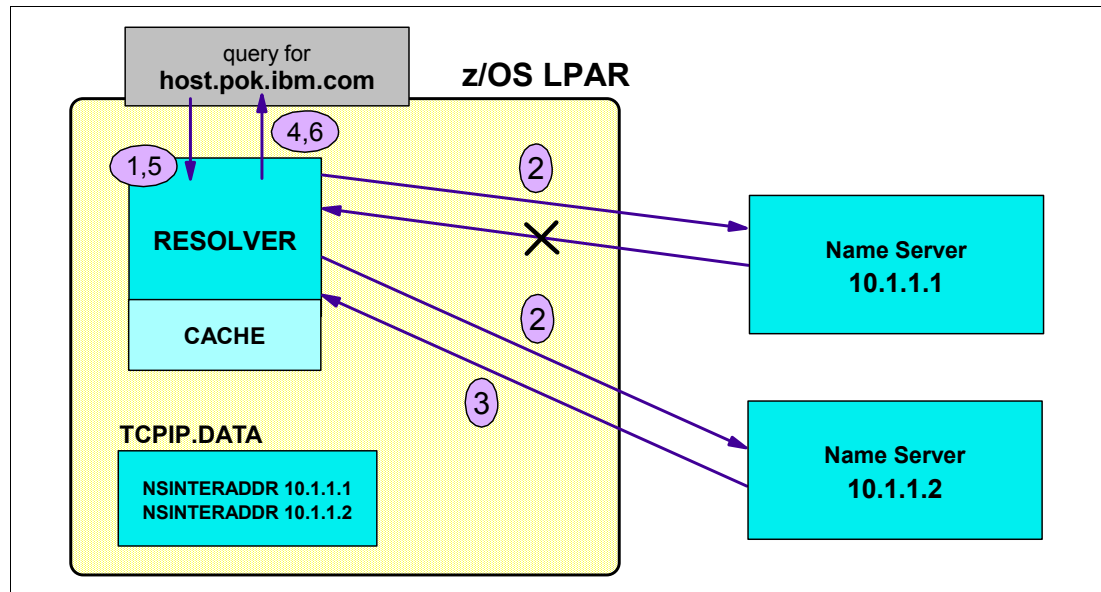 query for
host.pok.ibm.com
z/OS LPAR
4,6
1,5
2
RESOLVER
Name Server
10.1.1.1
CACHE
2
3
TCPIP.DATA
NSINTERADDR 10.1.1.1
NSINTERADDR 10.1.1.2
Name Server
10.1.1.2